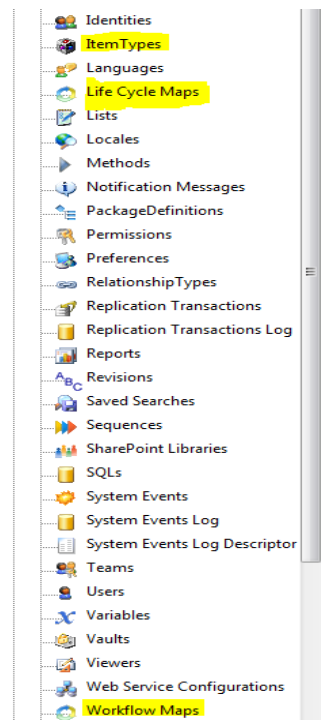 Identities
ItemTypes
Languages
Life Cycle Maps
Lists
Locales
Methods
Notification Messages
PackageDefinitions
Permissions
Preferences
RelationshipTypes
Replication Transactions
Replication Transactions Log
Reports
Revisions
Saved Searches
Sequences
SharePoint Libraries
SQLs
System Events
System Events Log
System Events Log Descriptor
Teams
Users
Variables
Vaults
Viewers
Web Service Configurations
Workflow Maps